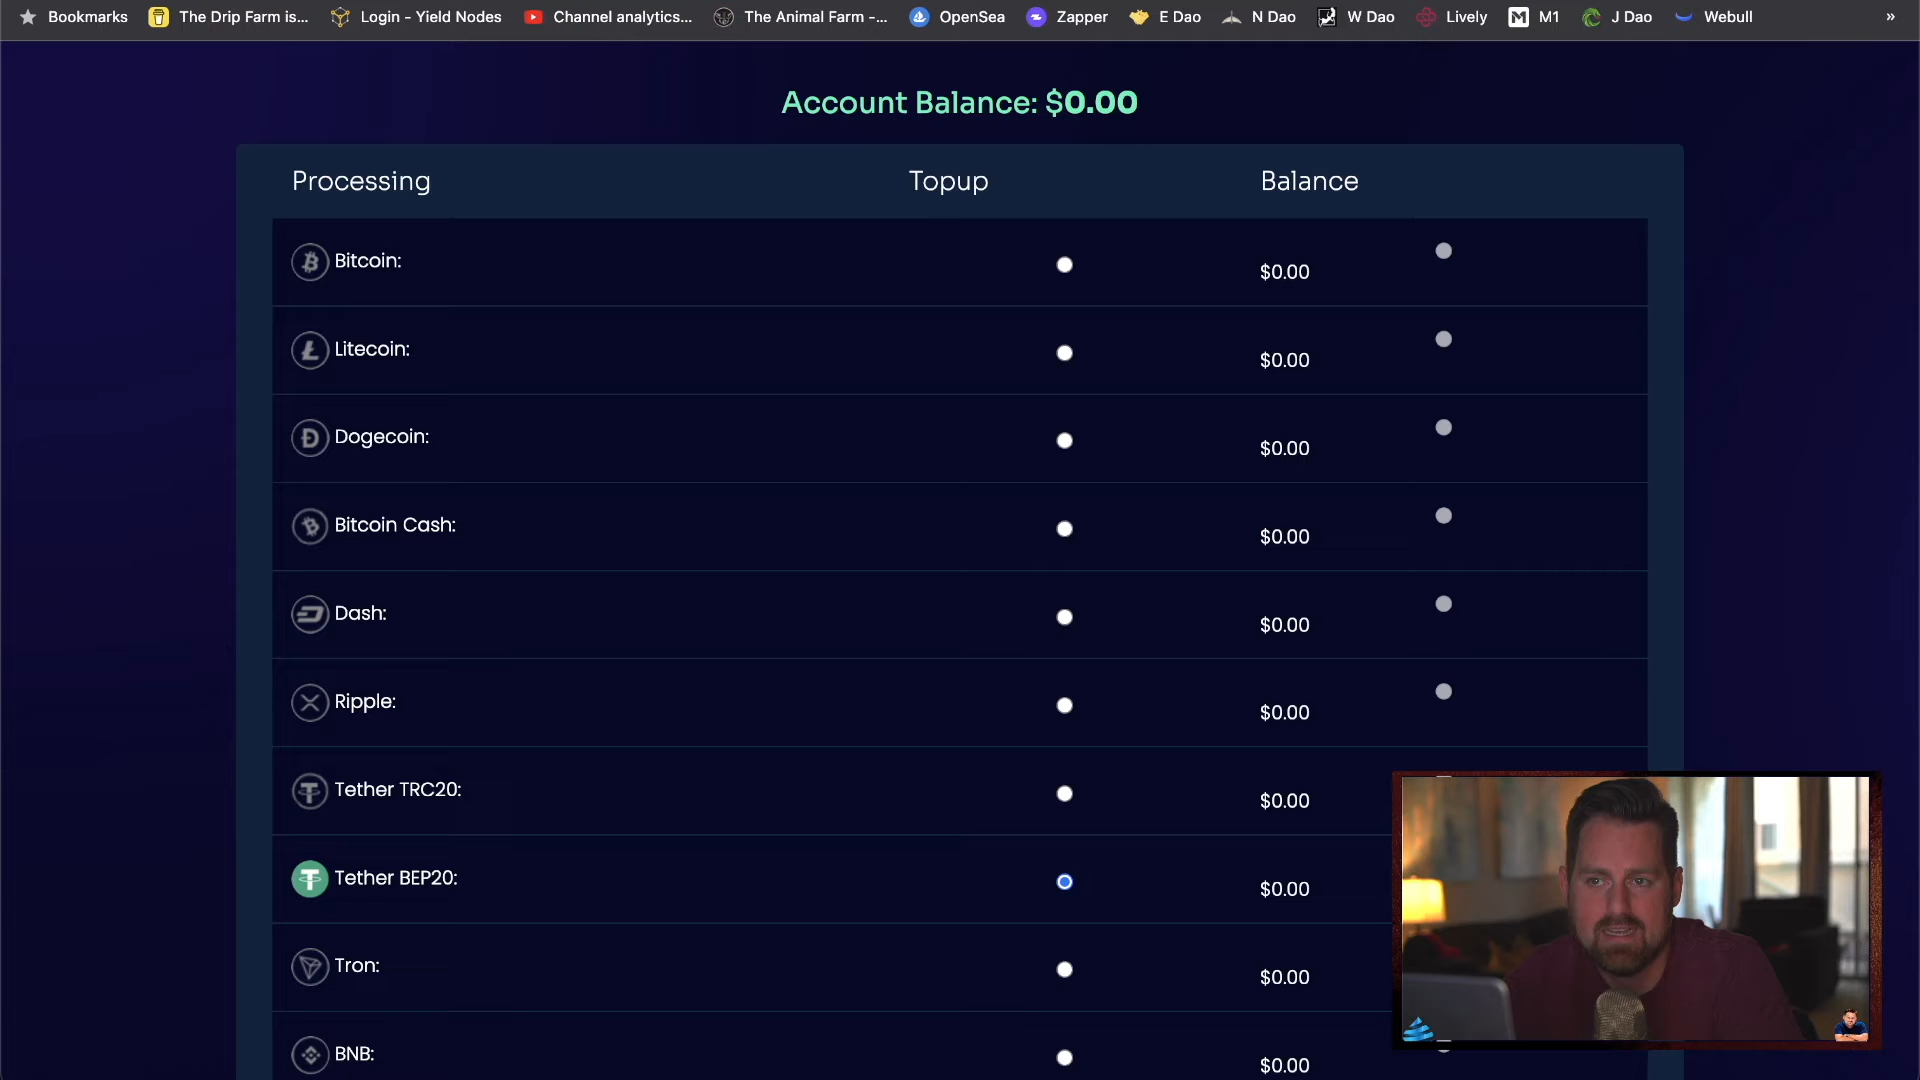 Bookmarks The Drip Farm is... Login - Yield Nodes Channel analytics... The Animal Farm -... OpenSea Zapper E Dao N Dao W Dao Lively M1 J Dao Webull »
Account Balance: $0.00
Processing Topup Balance
Bitcoin: $0.00
Litecoin: $0.00
Dogecoin: $0.00
Bitcoin Cash: $0.00
Dash: $0.00
Ripple: $0.00
Tether TRC20: $0.00
Tether BEP20: $0.00
Tron: $0.00
BNB: $0.00